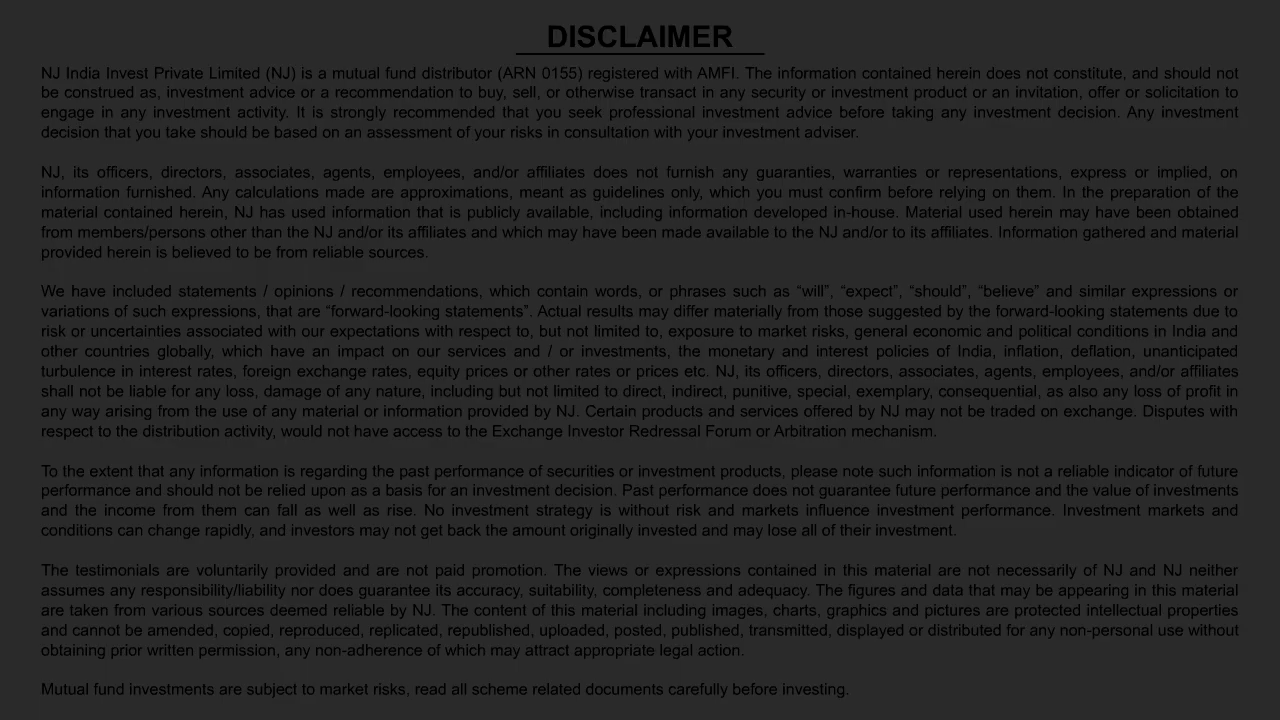 DISCLAIMER
NJ India Invest Private Limited (NJ) is a mutual fund distributor (ARN 0155) registered with AMFI. The information contained herein does not constitute, and should not
be construed as, investment advice or a recommendation to buy, sell, or otherwise transact in any security or investment product or an invitation, offer or solicitation to
engage in any investment activity. It is strongly recommended that you seek professional investment advice before taking any investment decision. Any investment
decision that you take should be based on an assessment of your risks in consultation with your investment adviser.
NJ, its officers, directors, associates, agents, employees, and/or affiliates does not furnish any guaranties, warranties or representations, express or implied, on
information furnished. Any calculations made are approximations, meant as guidelines only, which you must confirm before relying on them. In the preparation of the
material contained herein, NJ has used information that is publicly available, including information developed in-house. Material used herein may have been obtained
from members/persons other than the NJ and/or its affiliates and which may have been made available to the NJ and/or to its affiliates. Information gathered and material
provided herein is believed to be from reliable sources.
We have included statements / opinions / recommendations, which contain words, or phrases such as “will”, “expect”, “should”, “believe” and similar expressions or
variations of such expressions, that are “forward-looking statements”. Actual results may differ materially from those suggested by the forward-looking statements due to
risk or uncertainties associated with our expectations with respect to, but not limited to, exposure to market risks, general economic and political conditions in India and
other countries globally, which have an impact on our services and / or investments, the monetary and interest policies of India, inflation, deflation, unanticipated
turbulence in interest rates, foreign exchange rates, equity prices or other rates or prices etc. NJ, its officers, directors, associates, agents, employees, and/or affiliates
shall not be liable for any loss, damage of any nature, including but not limited to direct, indirect, punitive, special, exemplary, consequential, as also any loss of profit in
any way arising from the use of any material or information provided by NJ. Certain products and services offered by NJ may not be traded on exchange. Disputes with
respect to the distribution activity, would not have access to the Exchange Investor Redressal Forum or Arbitration mechanism.
To the extent that any information is regarding the past performance of securities or investment products, please note such information is not a reliable indicator of future
performance and should not be relied upon as a basis for an investment decision. Past performance does not guarantee future performance and the value of investments
and the income from them can fall as well as rise. No investment strategy is without risk and markets influence investment performance. Investment markets and
conditions can change rapidly, and investors may not get back the amount originally invested and may lose all of their investment.
The testimonials are voluntarily provided and are not paid promotion. The views or expressions contained in this material are not necessarily of NJ and NJ neither
assumes any responsibility/liability nor does guarantee its accuracy, suitability, completeness and adequacy. The figures and data that may be appearing in this material
are taken from various sources deemed reliable by NJ. The content of this material including images, charts, graphics and pictures are protected intellectual properties
and cannot be amended, copied, reproduced, replicated, republished, uploaded, posted, published, transmitted, displayed or distributed for any non-personal use without
obtaining prior written permission, any non-adherence of which may attract appropriate legal action.
Mutual fund investments are subject to market risks, read all scheme related documents carefully before investing.